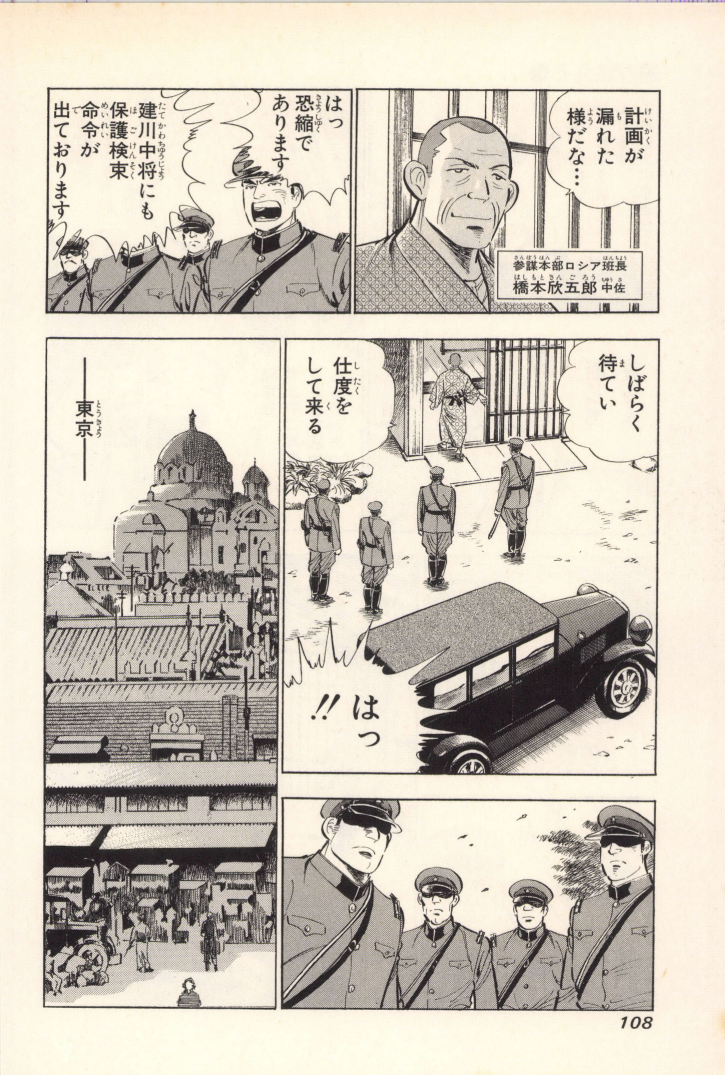 計画が
漏れた
様だな…
参謀本部ロシア班長
橋本欣五郎 中佐
はっ
恐縮で
あります
建川中将にも
保護検束
命令が
出ております
しばらく
待てい
仕度を
して来る
はっ
!!
――東京――
108